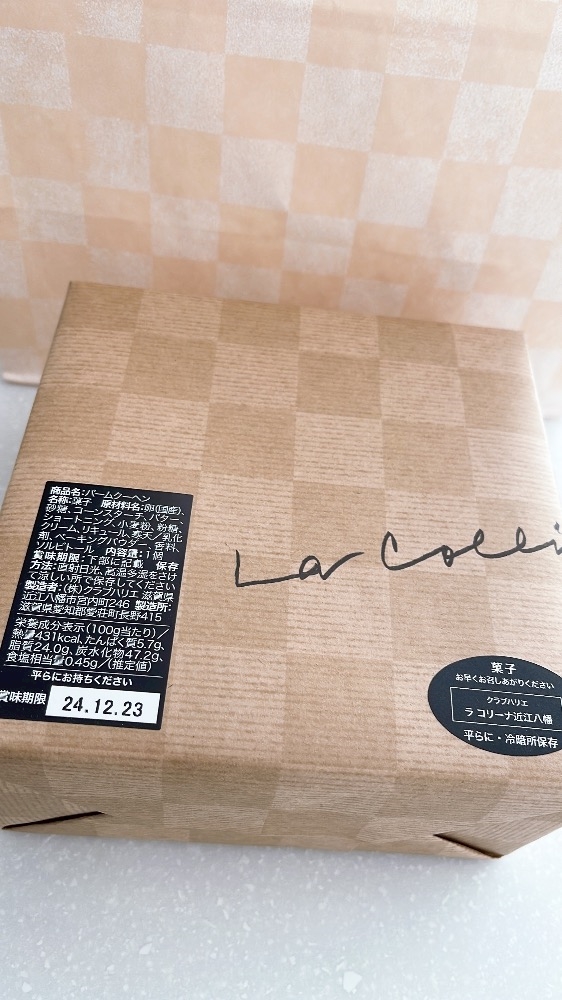 商品名:バームクーヘン
名称:菓子 原材料名:卵(国産)、
砂糖、コーンスターチ、バター、
ショートニング、小麦粉、粉糖、
クリーム、リキュール、寒天/乳化
剤、ベーキングパウダー、香料、
ソルビトール 内容量:1個
賞味期限:下部に記載 保存
方法:直射日光、高温多湿をさけ
て涼しい所で保存してください
製造者:(株)クラブハリエ 滋賀県
近江八幡市宮内町246 製造所:
滋賀県愛知郡愛荘町長野415
栄養成分表示(100g当たり)/
熱量431kcal、たんぱく質5.7g、
脂質24.0g、炭水化物47.2g、
食塩相当量0.45g/(推定値)
平らにお持ちください
賞味期限 24.12.23
La Colli
菓子
お早くお召しあがりください
クラブハリエ
ラ コリーナ近江八幡
平らに・冷暗所保存